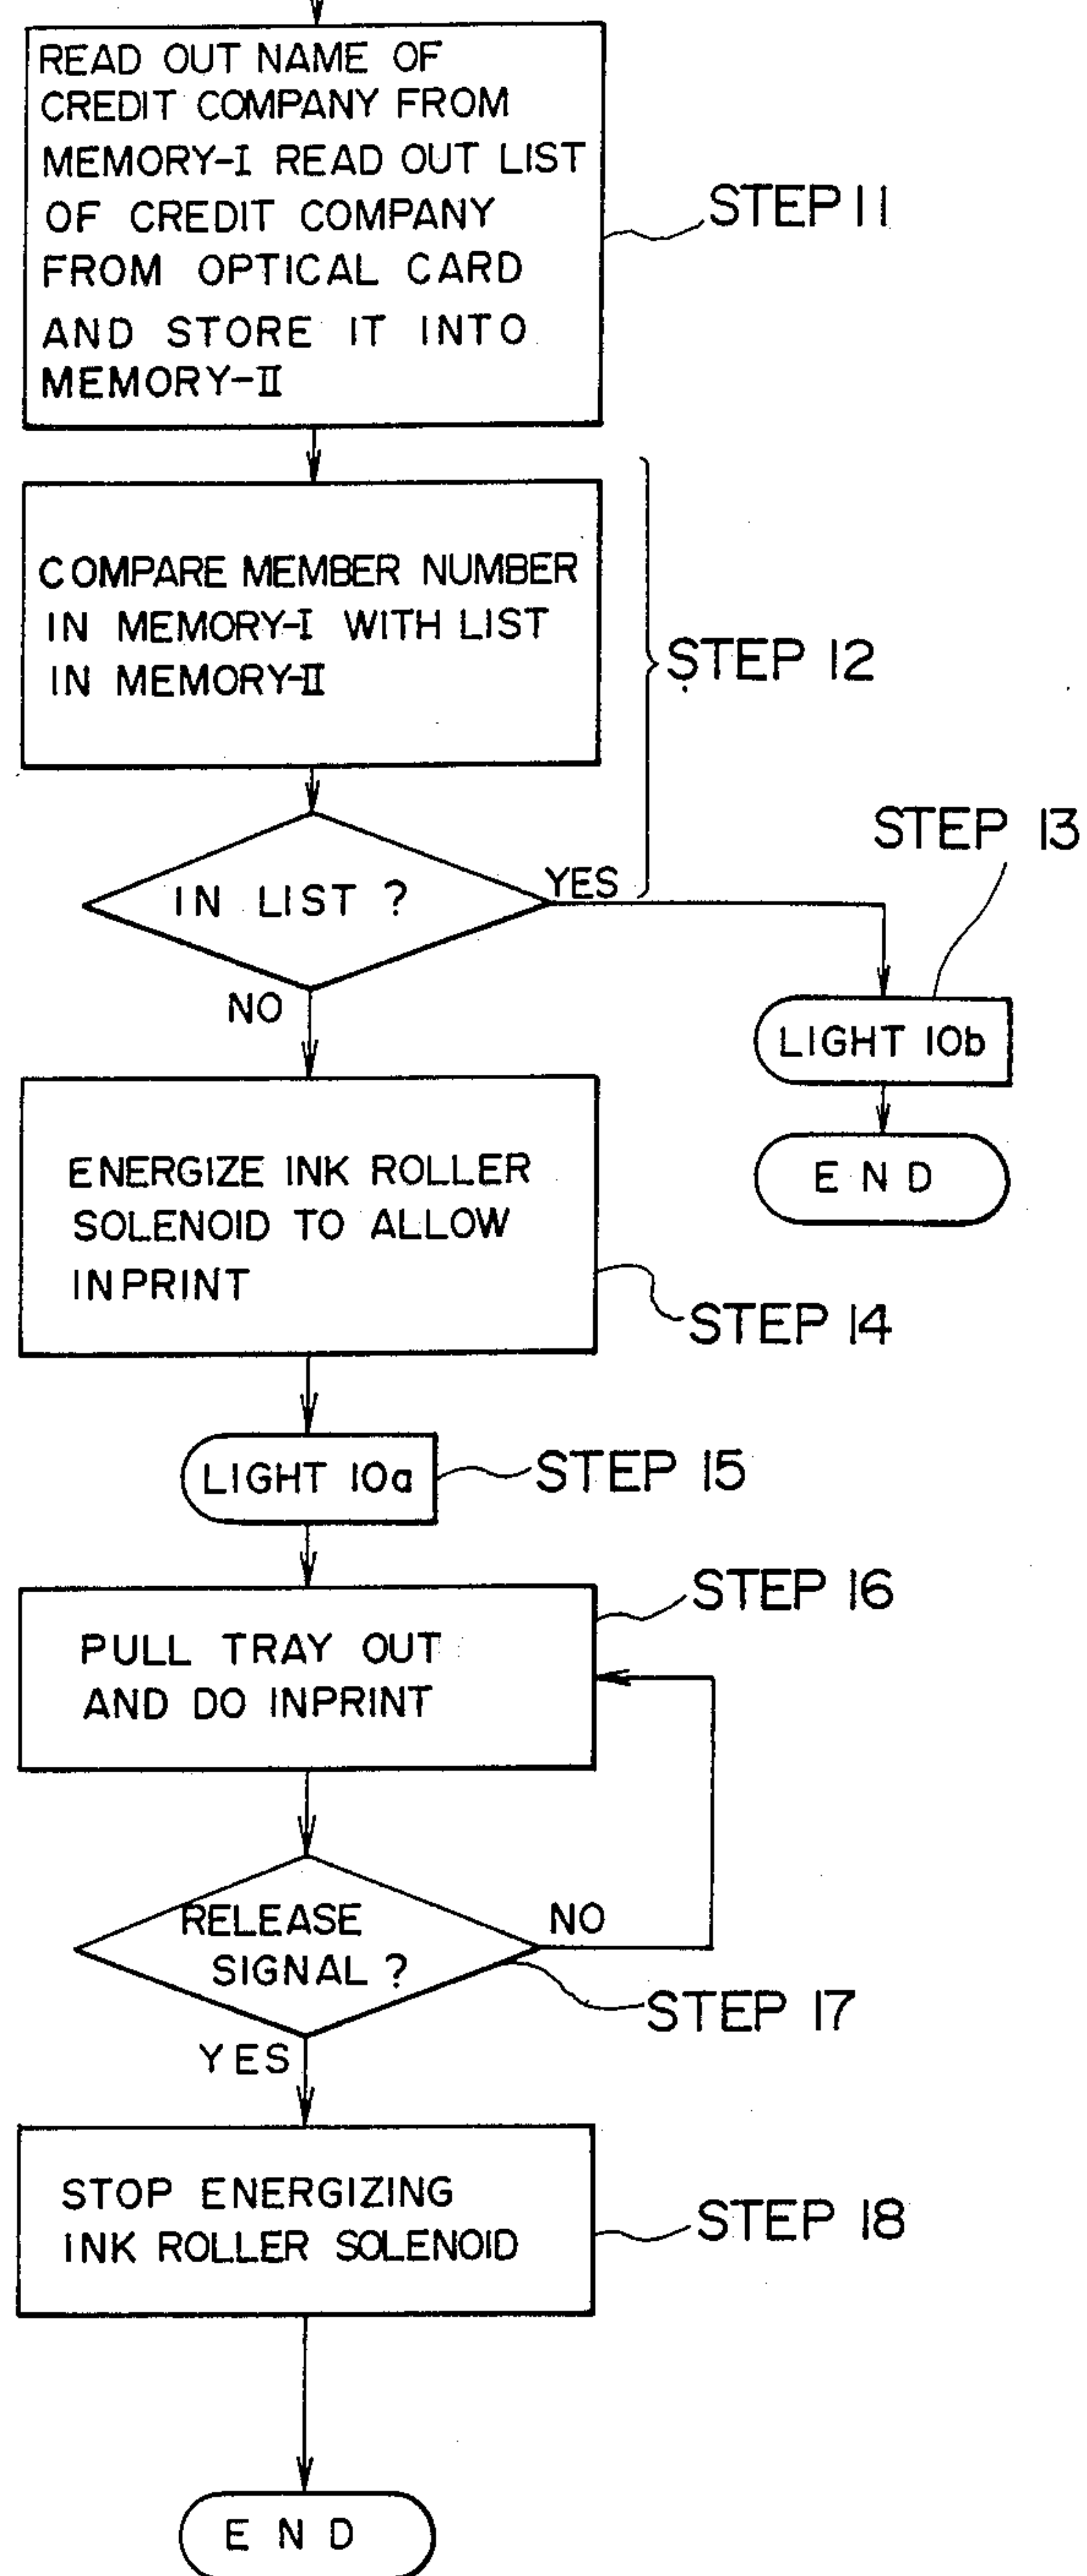 READ OUT NAME OF
CREDIT COMPANY FROM
MEMORY-I READ OUT LIST
OF CREDIT COMPANY
FROM OPTICAL CARD
AND STORE IT INTO
MEMORY-II
STEP 11
COMPARE MEMBER NUMBER
IN MEMORY-I WITH LIST
IN MEMORY-II
STEP 12
IN LIST ?
YES
NO
STEP 13
LIGHT 10b
END
ENERGIZE INK ROLLER
SOLENOID TO ALLOW
INPRINT
STEP 14
LIGHT 10a
STEP 15
PULL TRAY OUT
AND DO INPRINT
STEP 16
RELEASE
SIGNAL ?
NO
STEP 17
YES
STOP ENERGIZING
INK ROLLER SOLENOID
STEP 18
END